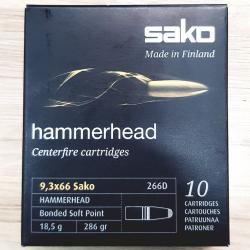 sako
Made in Finland
hammerhead
Centerfire cartridges
9,3x66 Sako 266D
HAMMERHEAD
Bonded Soft Point
18,5 g 286 gr
10
CARTRIDGES
CARTOUCHES
PATRUUNAA
PATRONER